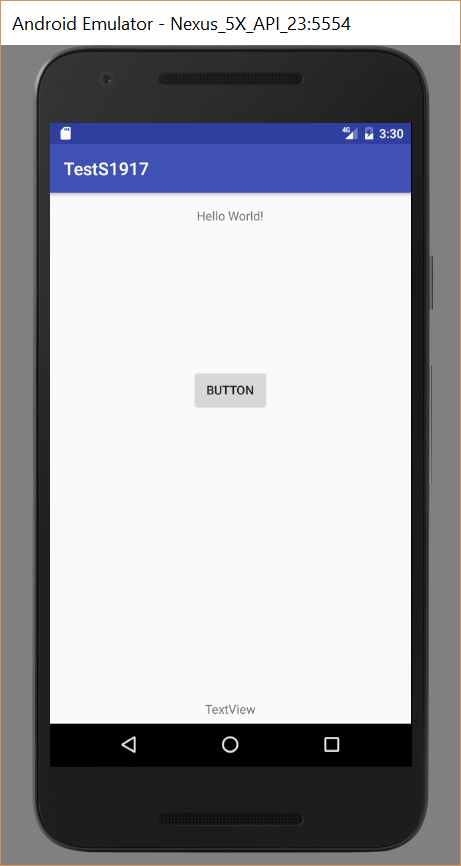 Android Emulator - Nexus_5X_API_23:5554
4G 3:30
TestS1917
Hello World!
BUTTON
TextView